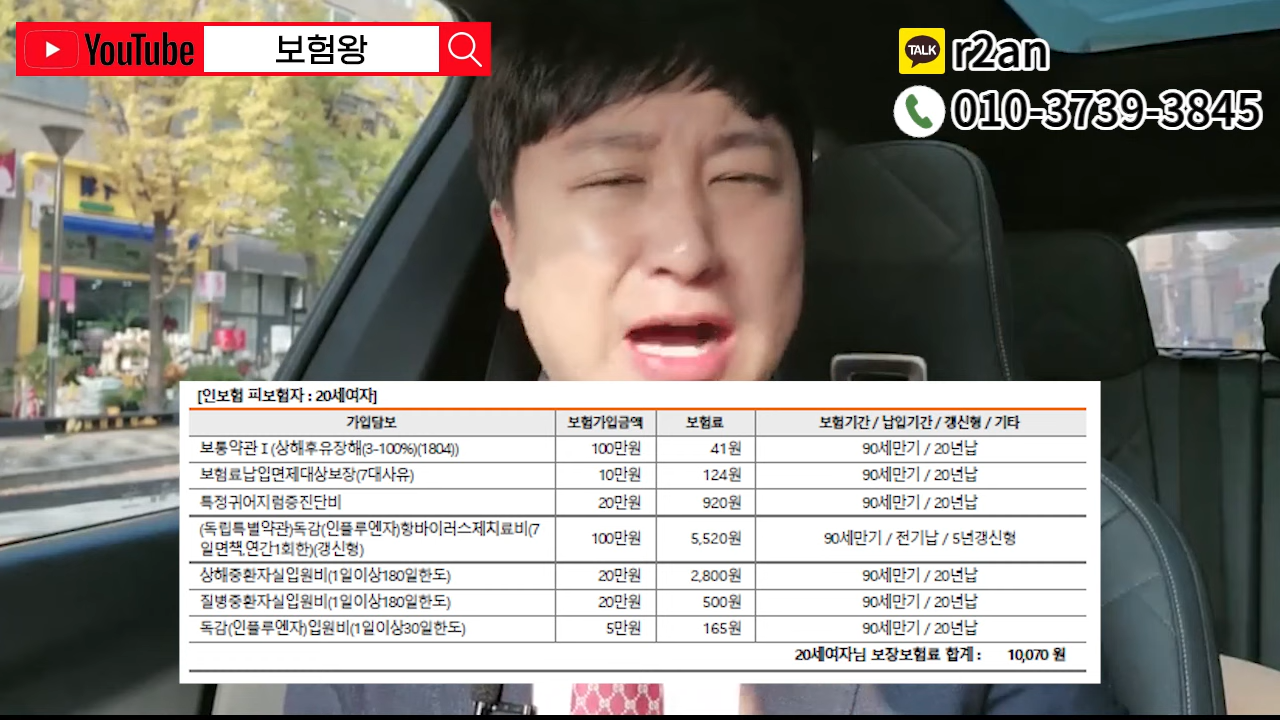 YouTube 보험왕
TALK r2an
010-3739-3845
[인보험 피보험자 : 20세여자]
가입담보 보험가입금액 보험료 보험기간 / 납입기간 / 갱신형 / 기타
보통약관 I (상해후유장해(3-100%)(1804)) 100만원 41원 90세만기 / 20년납
보험료납입면제대상보장(7대사유) 10만원 124원 90세만기 / 20년납
특정귀어지럼증진단비 20만원 920원 90세만기 / 20년납
(독립특별약관)독감(인플루엔자)항바이러스제치료비(7
일면책,연간1회한)(갱신형) 100만원 5,520원 90세만기 / 전기납 / 5년갱신형
상해중환자실입원비(1일이상180일한도) 20만원 2,800원 90세만기 / 20년납
질병중환자실입원비(1일이상180일한도) 20만원 500원 90세만기 / 20년납
독감(인플루엔자)입원비(1일이상30일한도) 5만원 165원 90세만기 / 20년납
20세여자님 보장보험료 합계 : 10,070 원